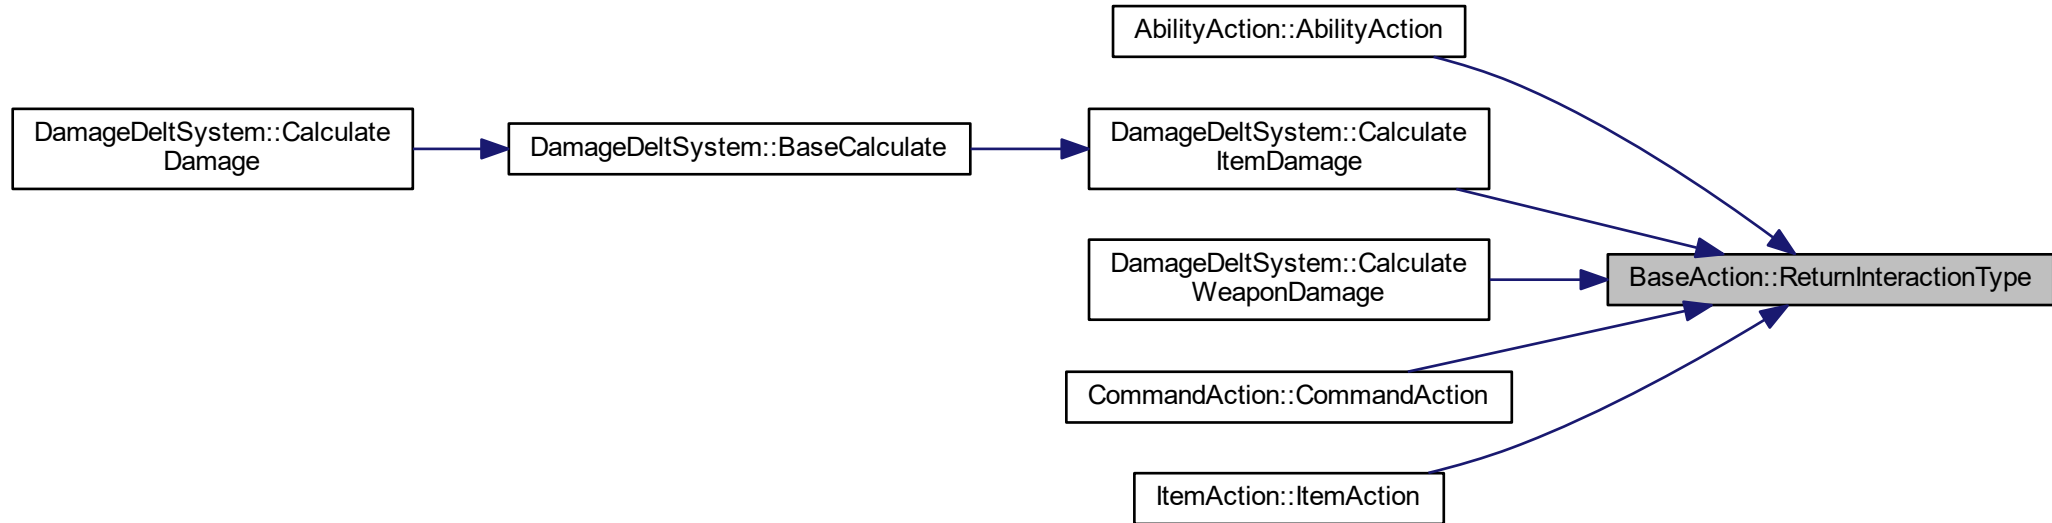 AbilityAction::AbilityAction
DamageDeltSystem::Calculate
Damage
DamageDeltSystem::BaseCalculate
DamageDeltSystem::Calculate
ItemDamage
DamageDeltSystem::Calculate
WeaponDamage
BaseAction::ReturnInteractionType
CommandAction::CommandAction
ItemAction::ItemAction